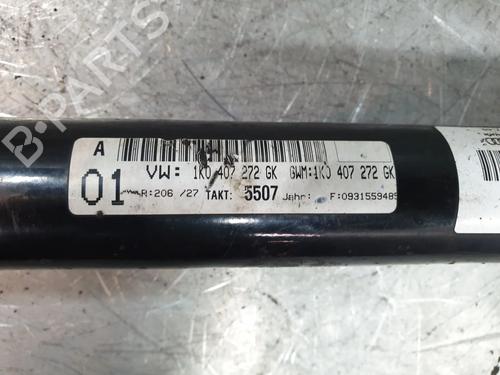 A
01 VW: 1K0 407 272 GK GWM:1K0 407 272 GK
R:206 /27 TAKT: 5507 Jahr: F:0931559485
B-PARTS